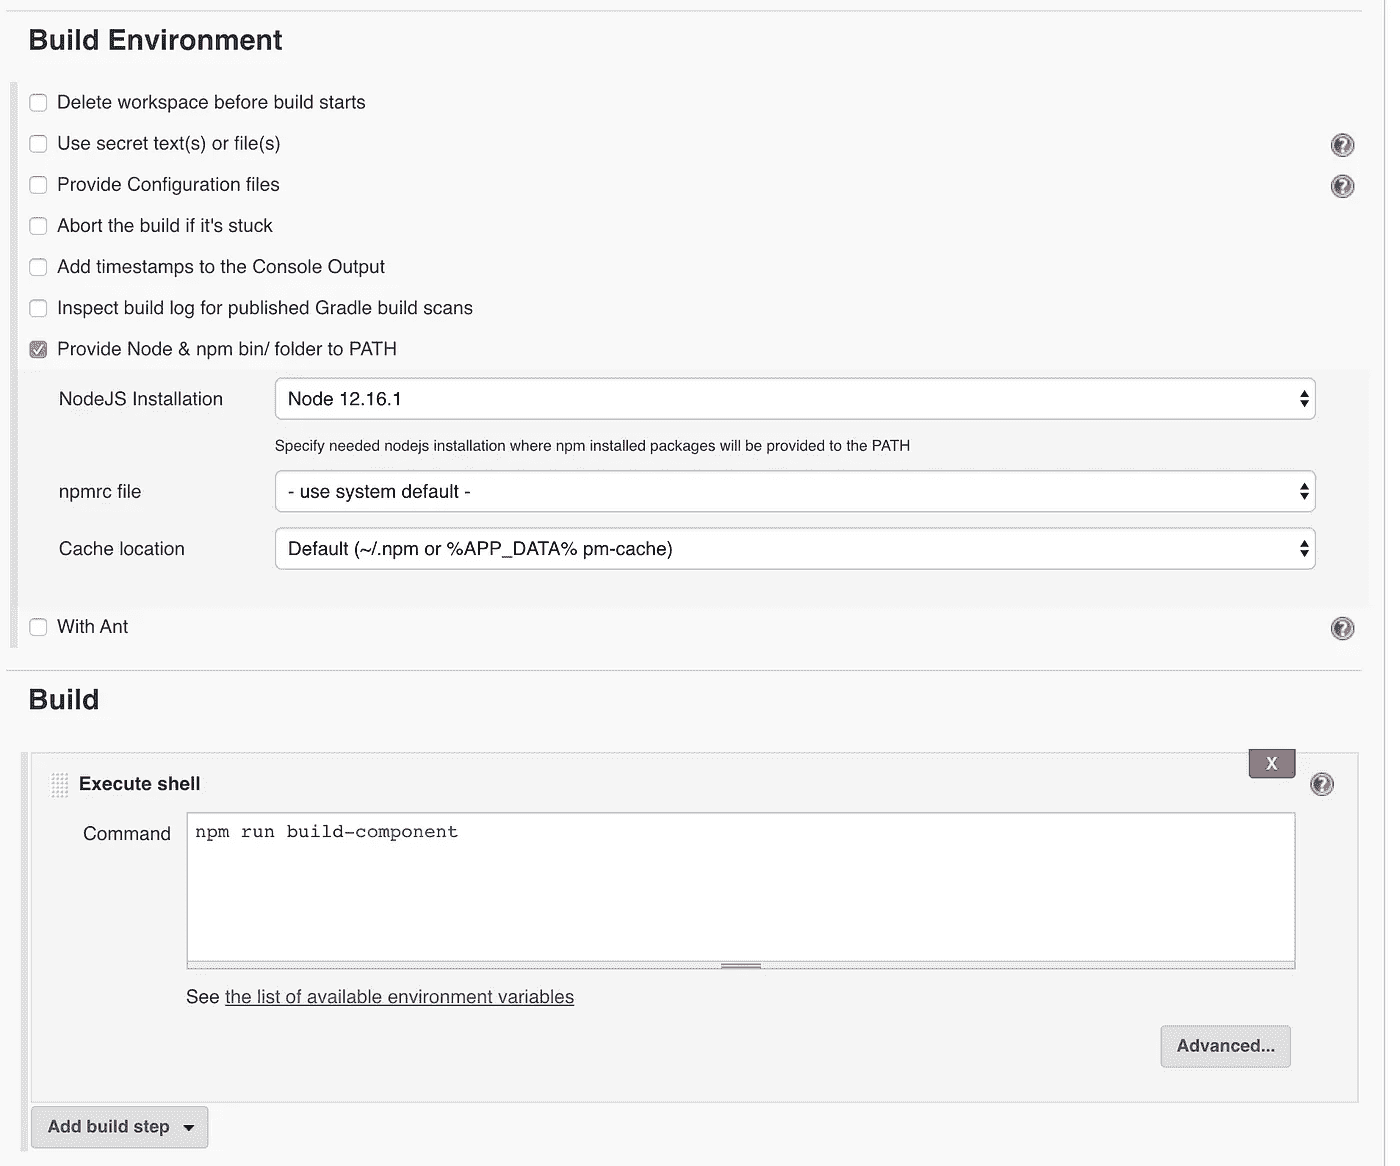 Build Environment
Delete workspace before build starts
Use secret text(s) or file(s)
?
Provide Configuration files
?
Abort the build if it's stuck
Add timestamps to the Console Output
Inspect build log for published Gradle build scans
Provide Node & npm bin/ folder to PATH
NodeJS Installation
Node 12.16.1
Specify needed nodejs installation where npm installed packages will be provided to the PATH
npmrc file
- use system default -
Cache location
Default (~/.npm or %APP_DATA% pm-cache)
With Ant
?
Build
X
Execute shell
?
Command
npm run build-component
See the list of available environment variables
Advanced...
Add build step